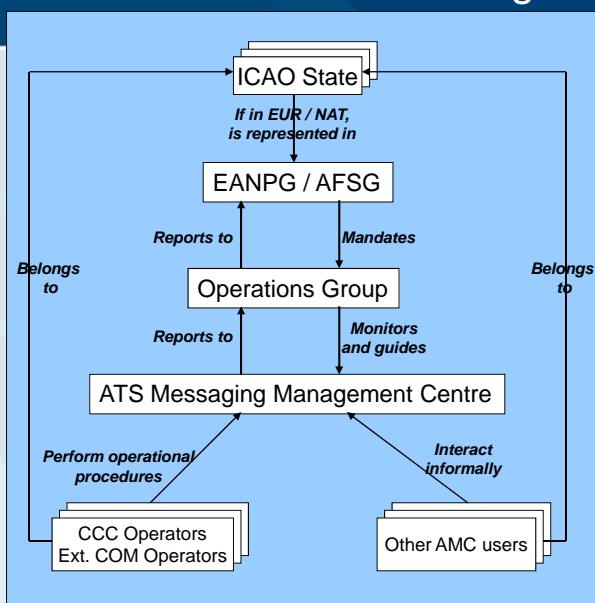 ICAO State
If in EUR / NAT,
is represented in
EANPG / AFSG
Reports to
Mandates
Belongs
to
Belongs
to
Operations Group
Reports to
Monitors
and guides
ATS Messaging Management Centre
Perform operational
procedures
Interact
informally
CCC Operators
Ext. COM Operators
Other AMC users